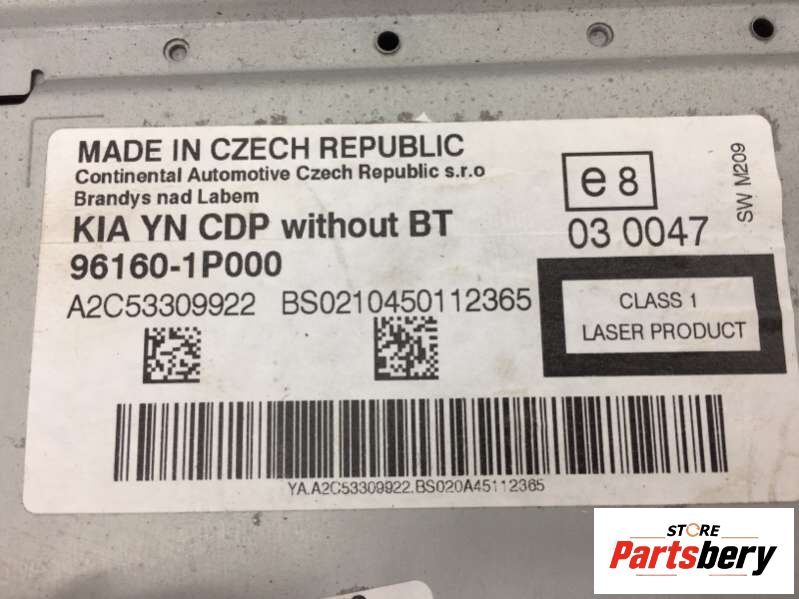 MADE IN CZECH REPUBLIC
Continental Automotive Czech Republic s.r.o
Brandys nad Labem
KIA YN CDP without BT
96160-1P000
A2C53309922 BS0210450112365
e8
03 0047
SW M209
CLASS 1
LASER PRODUCT
YA.A2C53309922.BS020A45112365
STORE
Partsbery